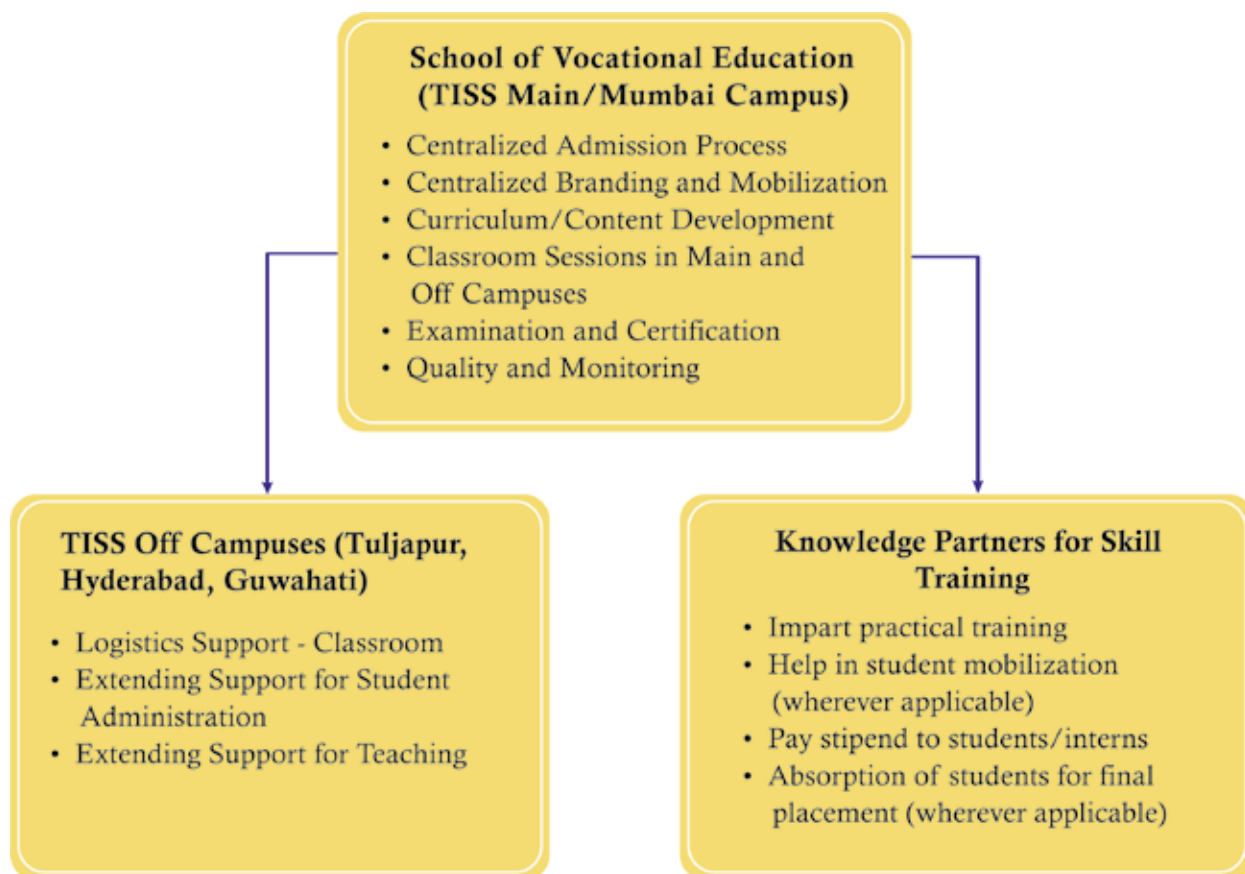 School of Vocational Education
(TISS Main/Mumbai Campus)
• Centralized Admission Process
• Centralized Branding and Mobilization
• Curriculum/Content Development
• Classroom Sessions in Main and
Off Campuses
• Examination and Certification
• Quality and Monitoring
TISS Off Campuses (Tuljapur,
Hyderabad, Guwahati)
• Logistics Support - Classroom
• Extending Support for Student
Administration
• Extending Support for Teaching
Knowledge Partners for Skill
Training
• Impart practical training
• Help in student mobilization
(wherever applicable)
• Pay stipend to students/interns
• Absorption of students for final
placement (wherever applicable)